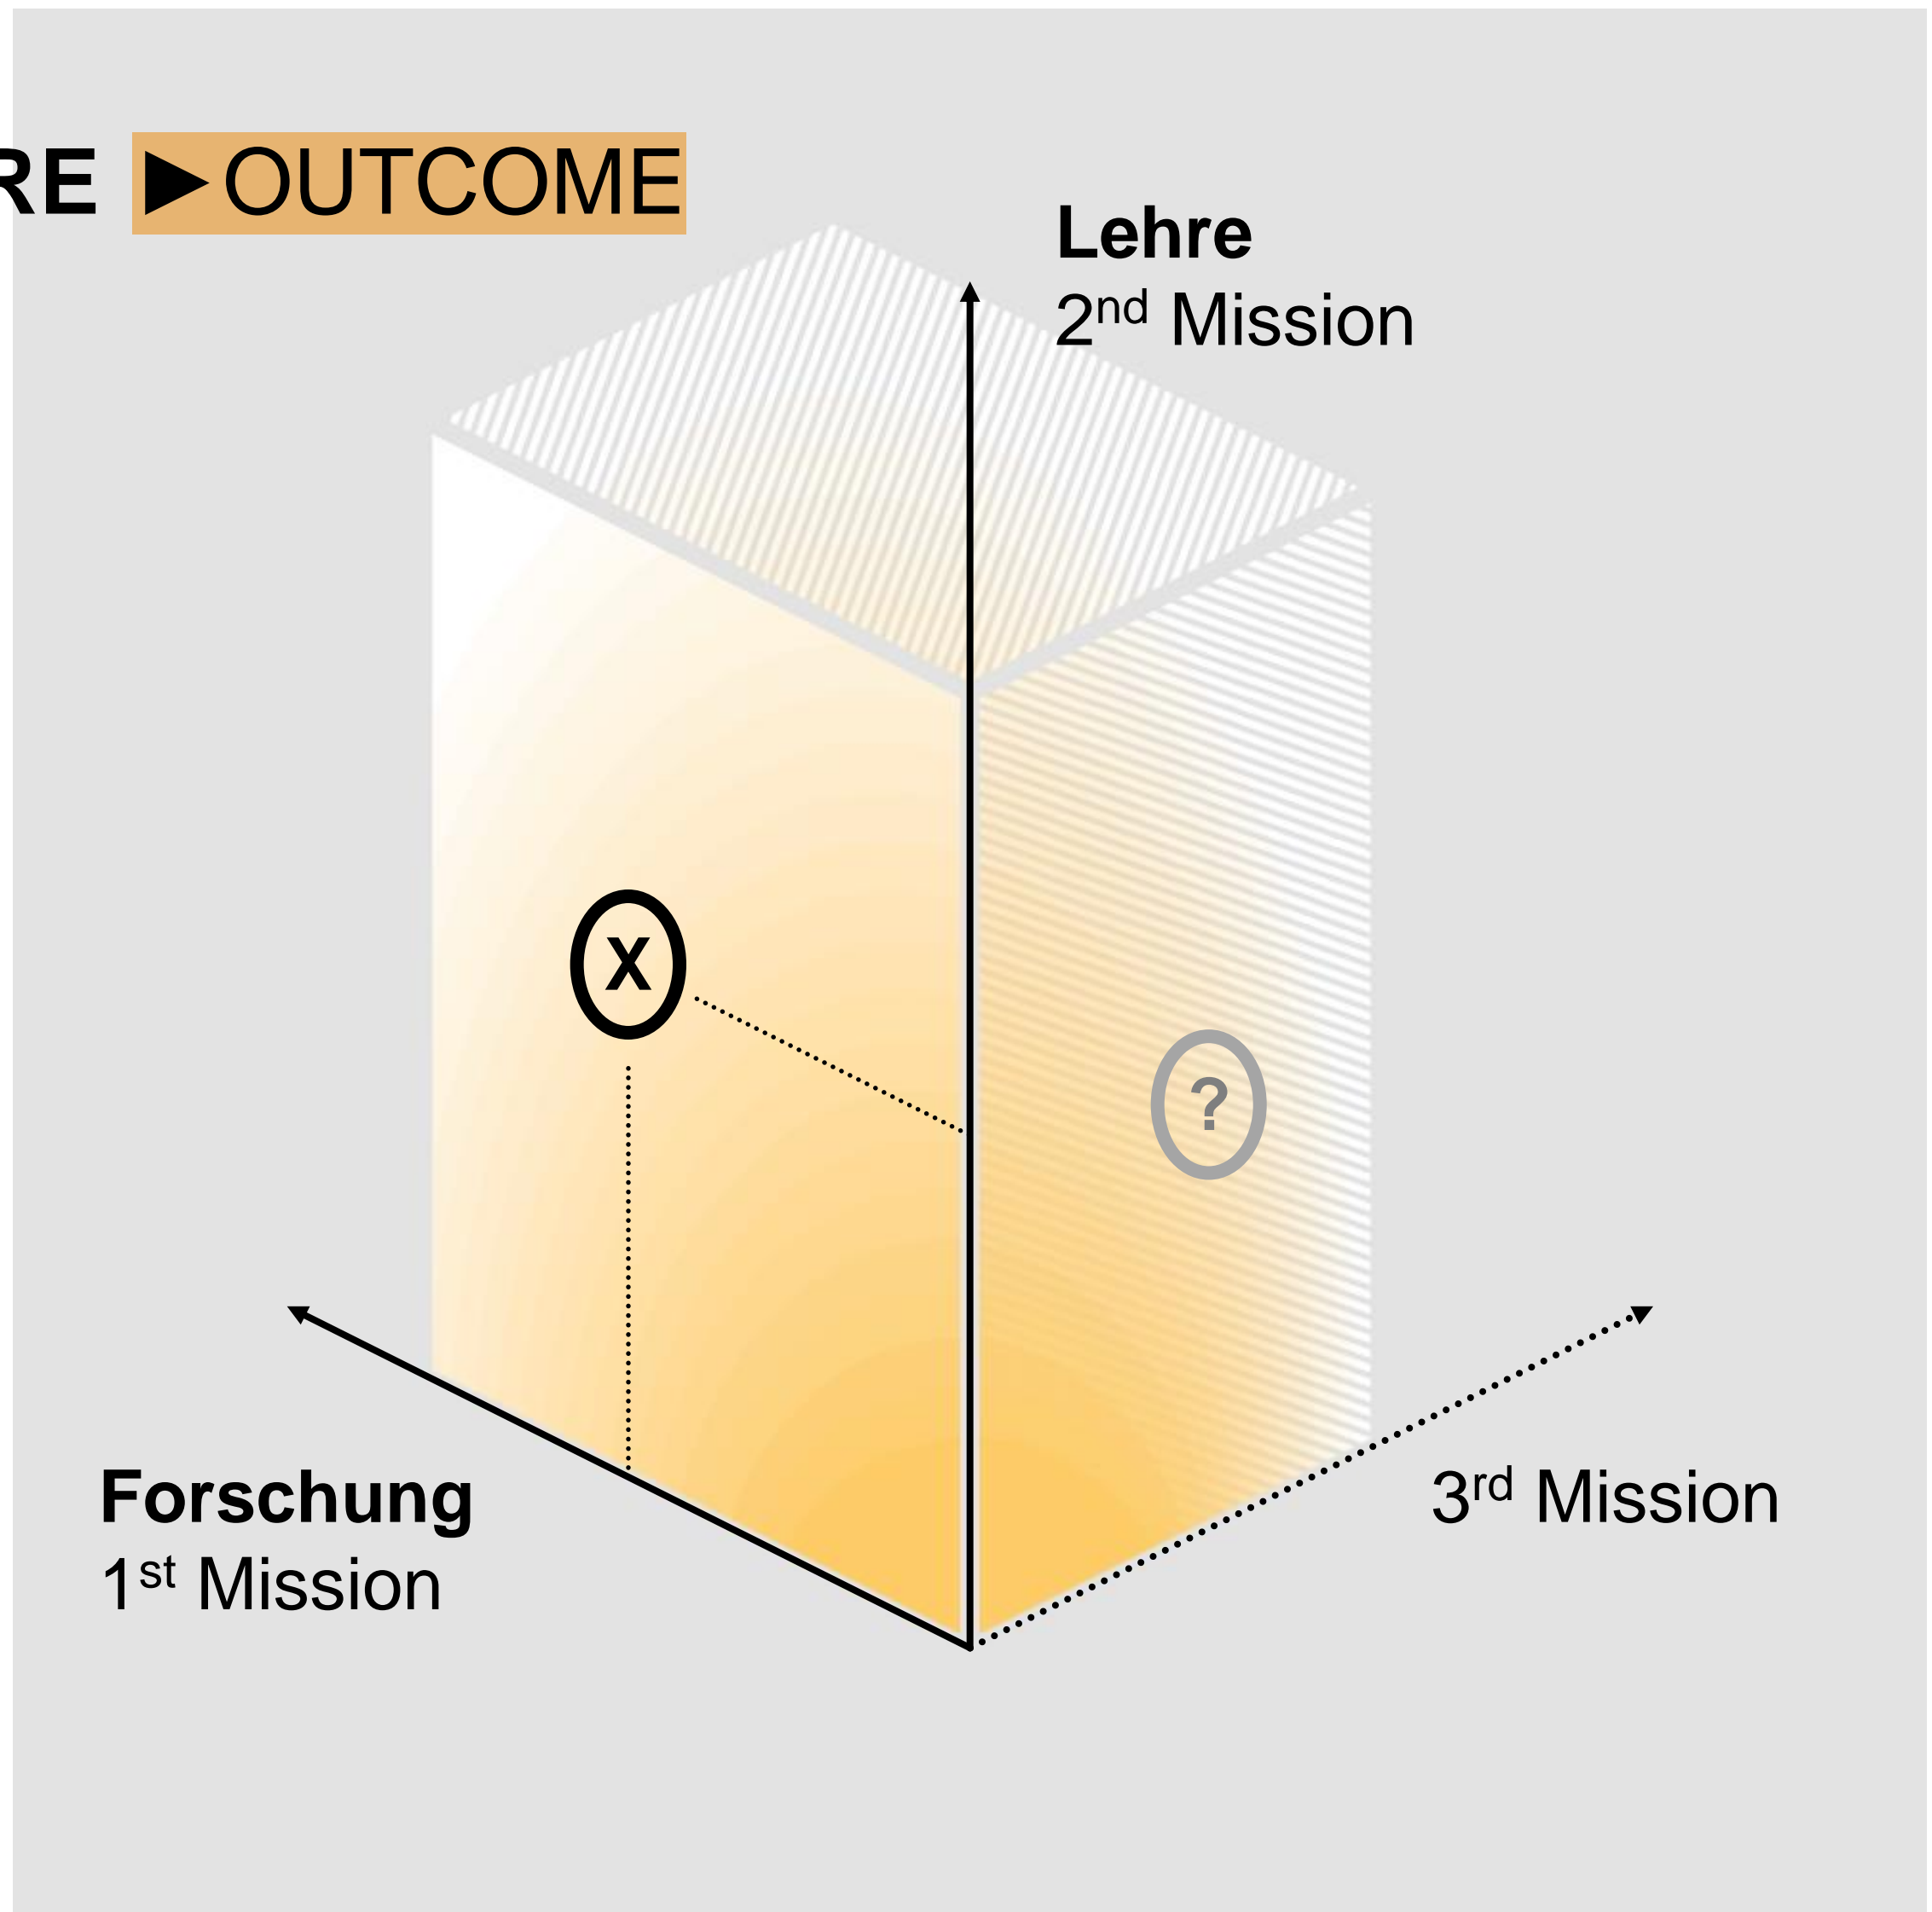 RE ►OUTCOME
Lehre
2nd Mission
X
?
Forschung
1st Mission
3rd Mission